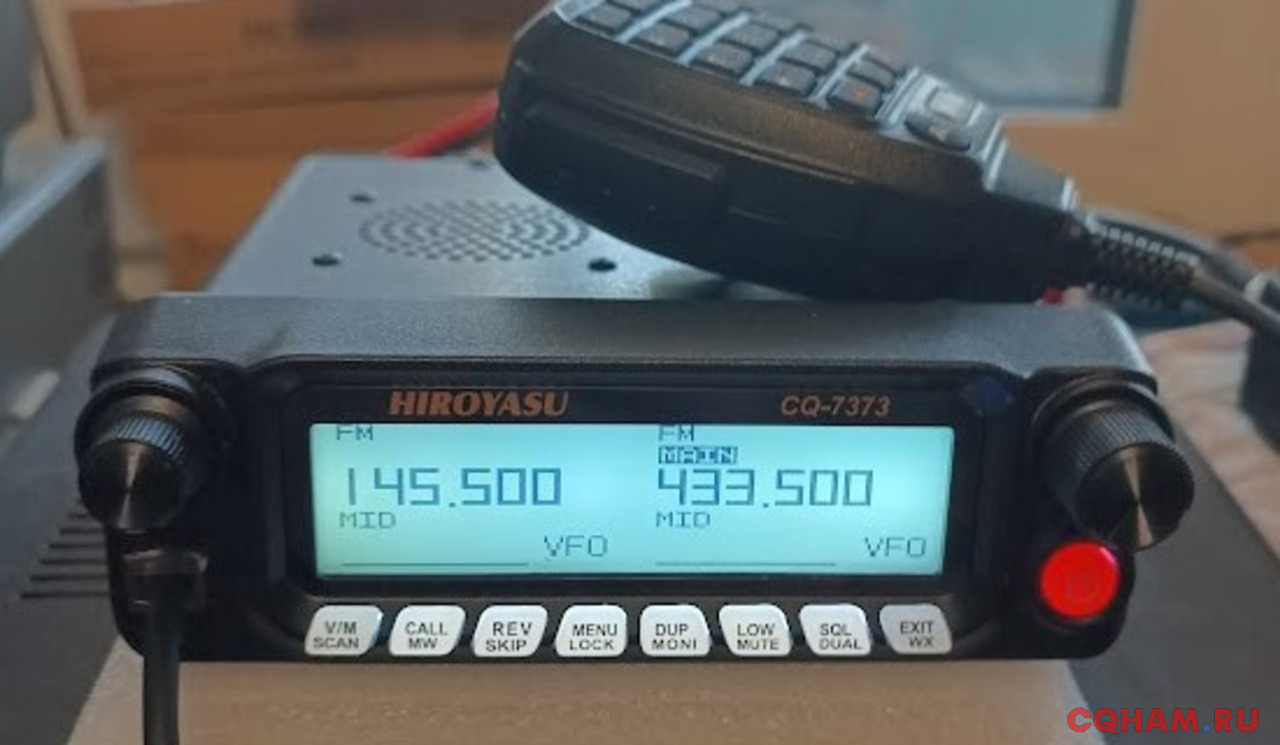 HIROYASU CQ-7373
FM FM
MAIN
145.500 433.500
MID MID
VFO VFO
V/M CALL REV MENU DUP LOW SQL EXIT
SCAN MW SKIP LOCK MONI MUTE DUAL WX
CQHAM.RU